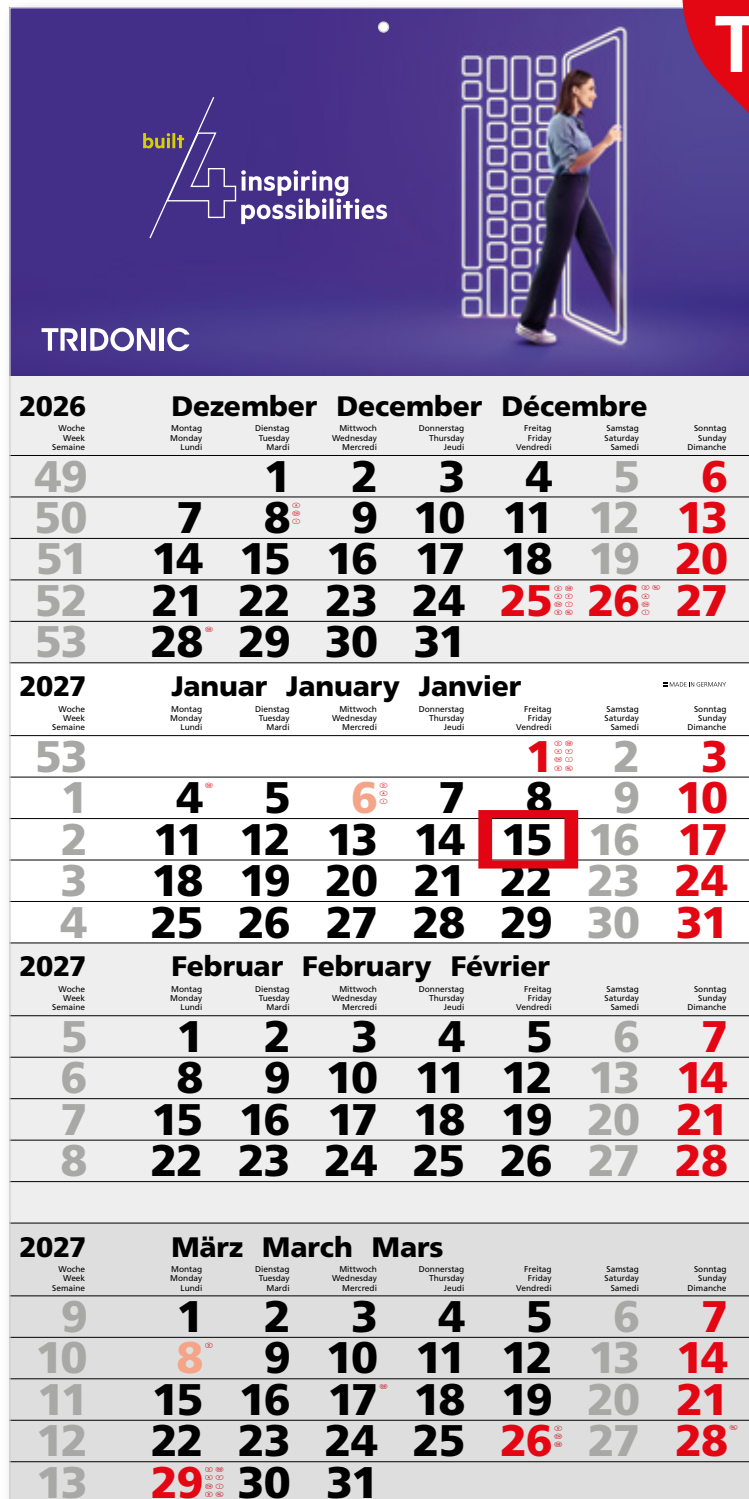 T
built
4 inspiring
possibilities
TRIDONIC
2026 Dezember December Décembre
Woche Montag Dienstag Mittwoch Donnerstag Freitag Samstag Sonntag
Week Monday Tuesday Wednesday Thursday Friday Saturday Sunday
Semaine Lundi Mardi Mercredi Jeudi Vendredi Samedi Dimanche
49 1 2 3 4 5 6
50 7 8 9 10 11 12 13
51 14 15 16 17 18 19 20
52 21 22 23 24 25 26 27
53 28 29 30 31
2027 Januar January Janvier MADE IN GERMANY
Woche Montag Dienstag Mittwoch Donnerstag Freitag Samstag Sonntag
Week Monday Tuesday Wednesday Thursday Friday Saturday Sunday
Semaine Lundi Mardi Mercredi Jeudi Vendredi Samedi Dimanche
53 1 2 3
1 4 5 6 7 8 9 10
2 11 12 13 14 15 16 17
3 18 19 20 21 22 23 24
4 25 26 27 28 29 30 31
2027 Februar February Février
Woche Montag Dienstag Mittwoch Donnerstag Freitag Samstag Sonntag
Week Monday Tuesday Wednesday Thursday Friday Saturday Sunday
Semaine Lundi Mardi Mercredi Jeudi Vendredi Samedi Dimanche
5 1 2 3 4 5 6 7
6 8 9 10 11 12 13 14
7 15 16 17 18 19 20 21
8 22 23 24 25 26 27 28
2027 März March Mars
Woche Montag Dienstag Mittwoch Donnerstag Freitag Samstag Sonntag
Week Monday Tuesday Wednesday Thursday Friday Saturday Sunday
Semaine Lundi Mardi Mercredi Jeudi Vendredi Samedi Dimanche
9 1 2 3 4 5 6 7
10 8 9 10 11 12 13 14
11 15 16 17 18 19 20 21
12 22 23 24 25 26 27 28
13 29 30 31